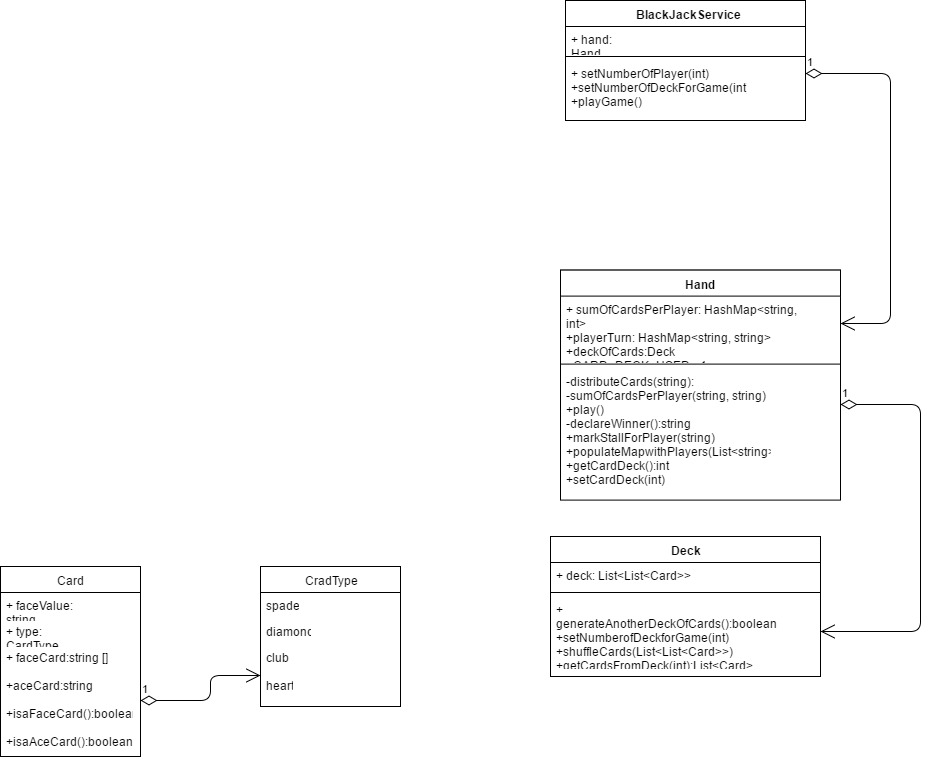 BlackJackService
+ hand:
Hand
1
+ setNumberOfPlayer(int)
+setNumberOfDeckForGame(int
+playGame()
Hand
+ sumOfCardsPerPlayer: HashMap<string,
int>
+playerTurn: HashMap<string, string>
+deckOfCards:Deck
-distributeCards(string):
-sumOfCardsPerPlayer(string, string)
+play()
-declareWinner():string
+markStallForPlayer(string)
+populateMapwithPlayers(List<string>
+getCardDeck():int
+setCardDeck(int)
1
Deck
+ deck: List<List<Card>>
+
generateAnotherDeckOfCards():boolean
+setNumberofDeckforGame(int)
+shuffleCards(List<List<Card>>)
+getCardsFromDeck(int):List<Card>
Card
+ faceValue:
string
+ type:
CardType
+ faceCard:string []
+aceCard:string
+isaFaceCard():boolea
+isaAceCard():boolean
1
CradType
spade
diamond
club
heart